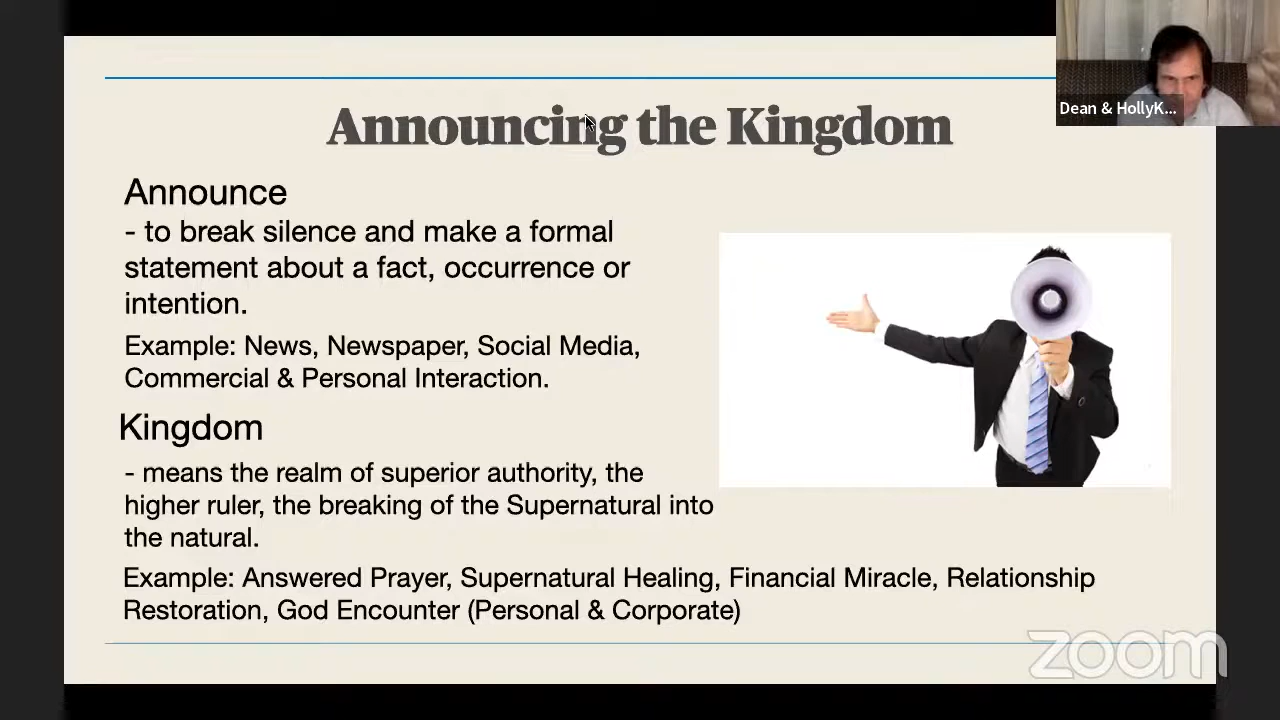 Announcing the Kingdom
Dean & HollyK...
Announce
- to break silence and make a formal
statement about a fact, occurrence or
intention.
Example: News, Newspaper, Social Media,
Commercial & Personal Interaction.
Kingdom
- means the realm of superior authority, the
higher ruler, the breaking of the Supernatural into
the natural.
Example: Answered Prayer, Supernatural Healing, Financial Miracle, Relationship
Restoration, God Encounter (Personal & Corporate)
zoom